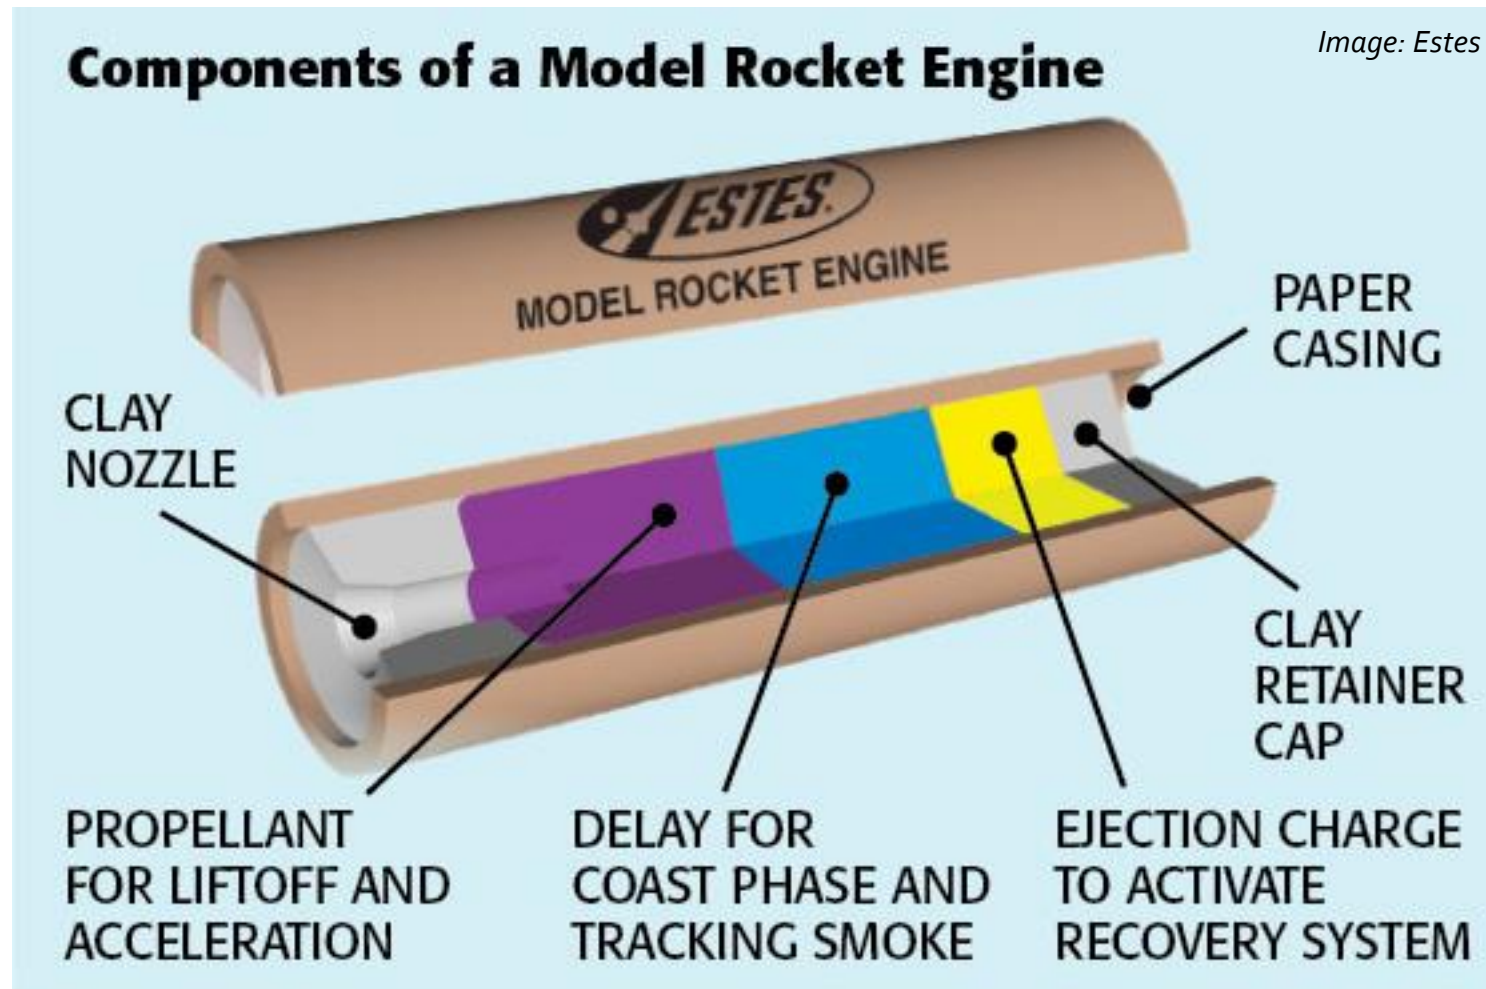 Components of a Model Rocket Engine
Image: Estes
ESTES.
MODEL ROCKET ENGINE
PAPER
CASING
CLAY
NOZZLE
CLAY
RETAINER
CAP
PROPELLANT
FOR LIFTOFF AND
ACCELERATION
DELAY FOR
COAST PHASE AND
TRACKING SMOKE
EJECTION CHARGE
TO ACTIVATE
RECOVERY SYSTEM